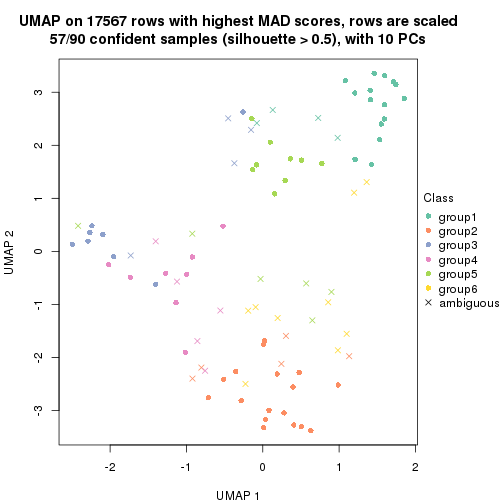 UMAP on 17567 rows with highest MAD scores, rows are scaled
57/90 confident samples (silhouette > 0.5), with 10 PCs
UMAP 2
3
2
1
0
-1
-2
-3
-2
-1
0
1
2
UMAP 1
Class
group1
group2
group3
group4
group5
group6
ambiguous